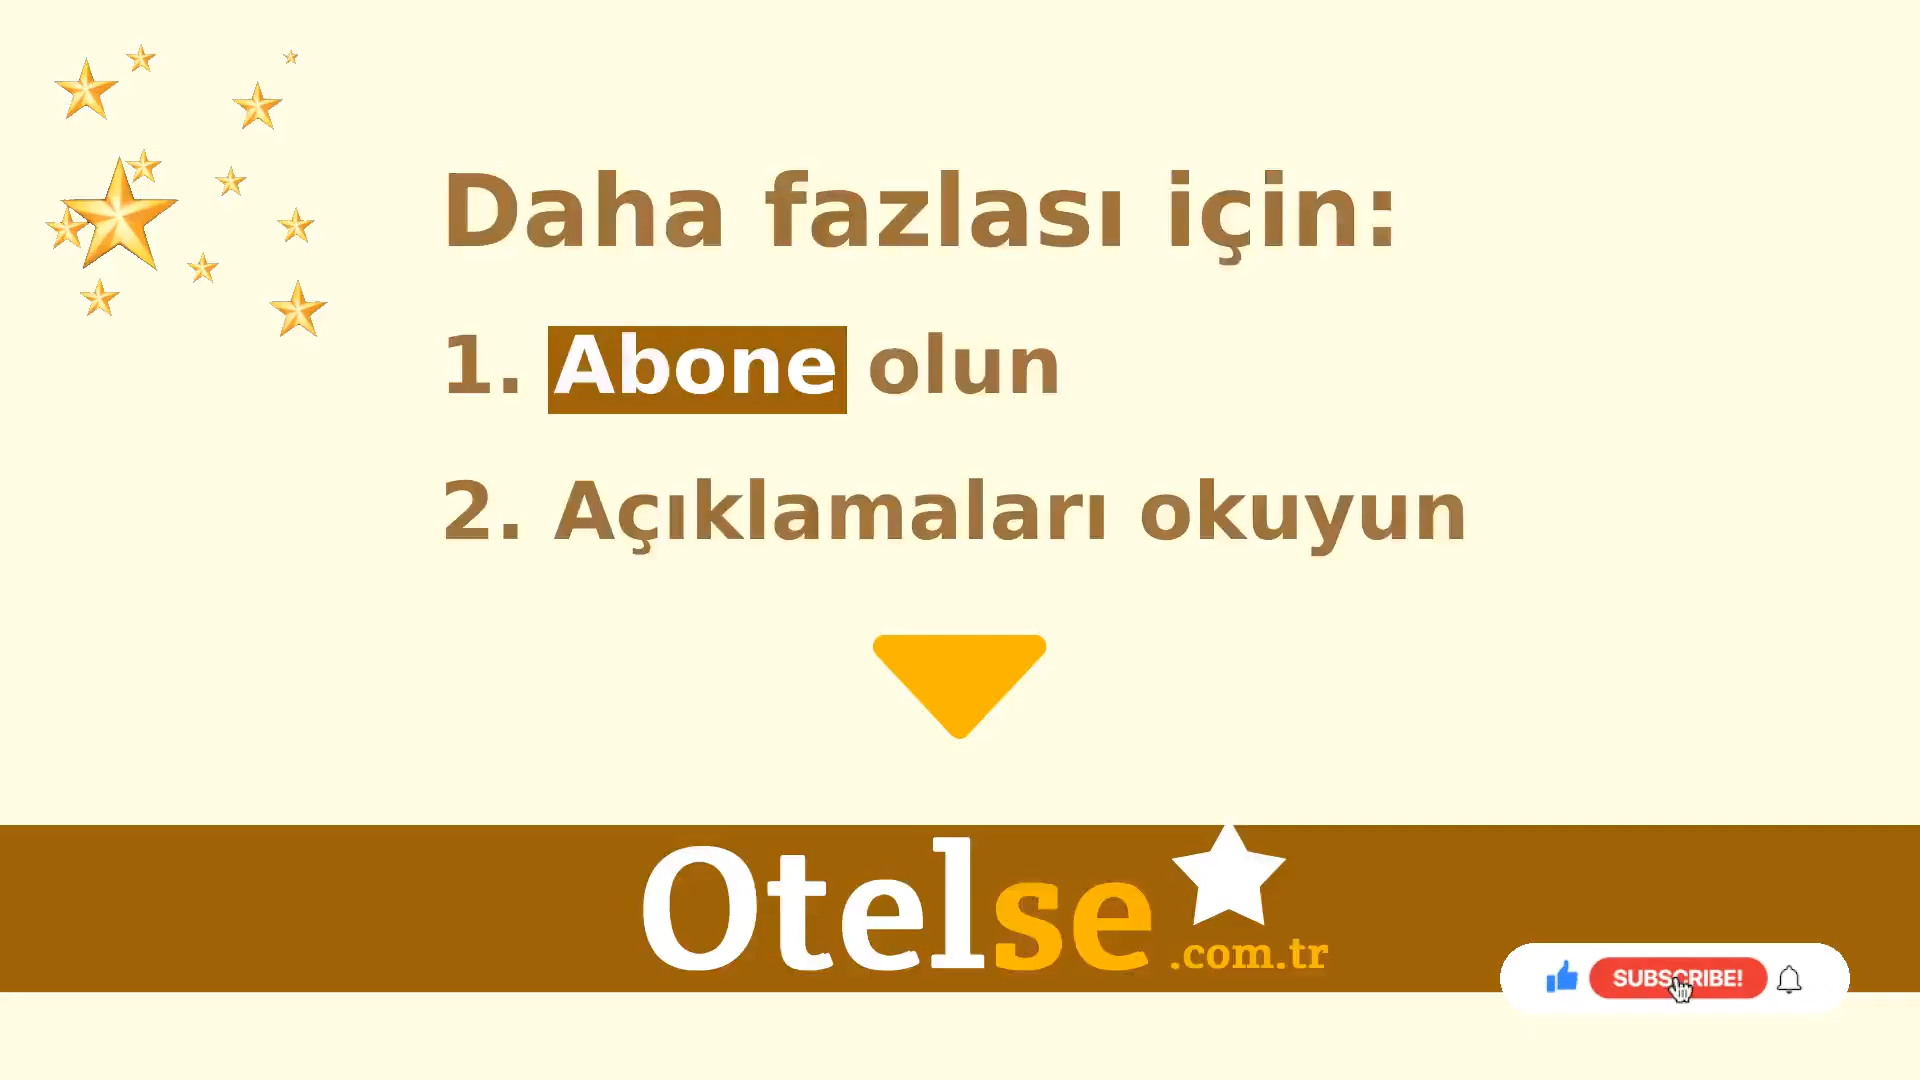 Daha fazlası için:
1. Abone olun
2. Açıklamaları okuyun
Otelse
.com.tr
SUBSCRIBE!